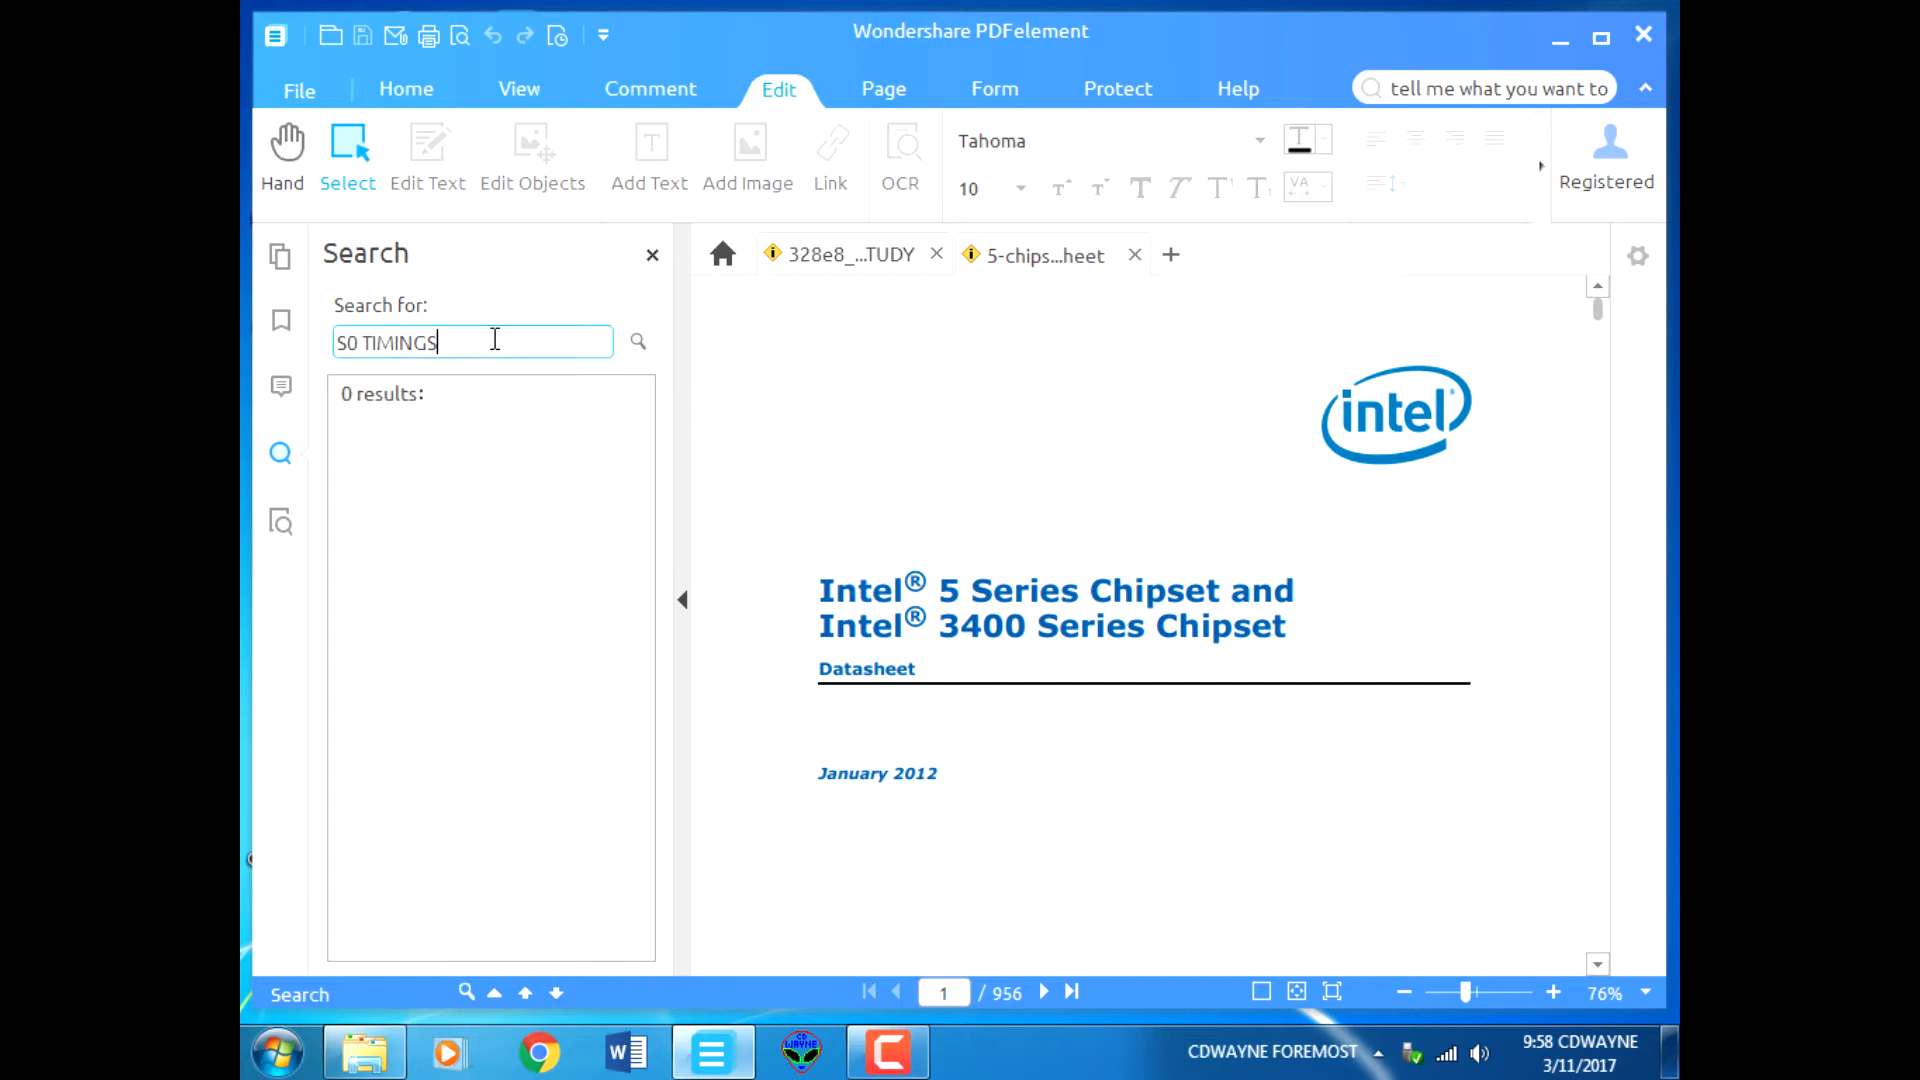 Wondershare PDFelement
File Home View Comment Edit Page Form Protect Help tell me what you want to
Hand Select Edit Text Edit Objects Add Text Add Image Link OCR
Tahoma
10
VA
Registered
Search
328e8_...TUDY
5-chips...heet
Search for:
S0 TIMINGS
0 results:
intel
Intel® 5 Series Chipset and
Intel® 3400 Series Chipset
Datasheet
January 2012
Search
1 / 956
76%
CD
WAYNE
CDWAYNE FOREMOST
9:58 CDWAYNE
3/11/2017